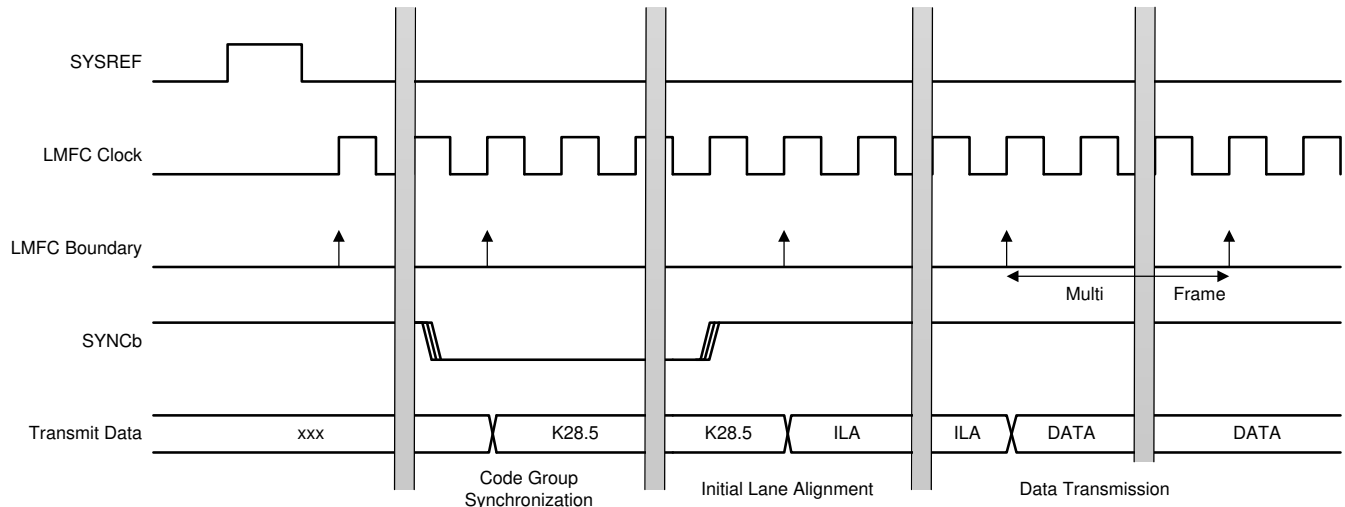 SYSREF
LMFC Clock
LMFC Boundary
Multi Frame
SYNCb
Transmit Data xxx K28.5 K28.5 ILA ILA DATA DATA
Code Group
Synchronization
Initial Lane Alignment
Data Transmission